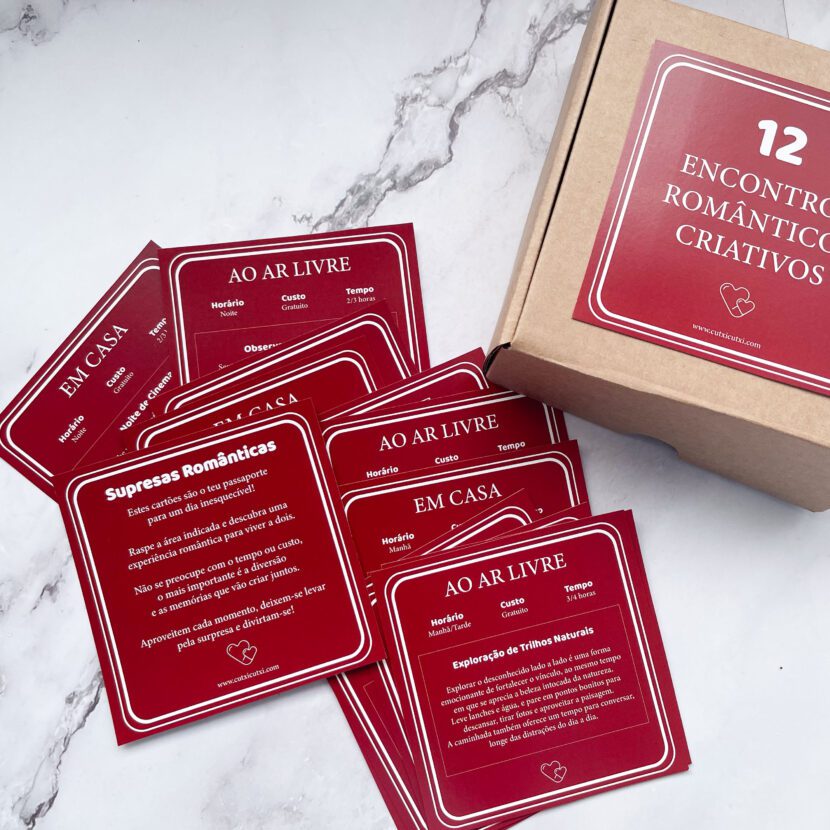 12
ENCONTRO
ROMÂNTICO
CRIATIVOS
www.cutxicutxi.com
AO AR LIVRE
Horário
Noite
Custo
Gratuito
Tempo
2/3 horas
Observ
EM CASA
Horário
Noite
Custo
Gratuito
Tem
2/3
Noite de Cinema
EM CASA
AO AR LIVRE
Horário
Custo
Tempo
EM CASA
Horário
Manhã
Supresas Românticas
Estes cartões são o teu passaporte
para um dia inesquecível!
Raspe a área indicada e descubra uma
experiência romântica para viver a dois.
Não se preocupe com o tempo ou custo,
o mais importante é a diversão
e as memórias que vão criar juntos.
Aproveitem cada momento, deixem-se levar
pela surpresa e divirtam-se!
www.cutxicutxi.com
AO AR LIVRE
Horário
Manhã/Tarde
Custo
Gratuito
Tempo
3/4 horas
Exploração de Trilhos Naturais
Explorar o desconhecido lado a lado é uma forma
emocionante de fortalecer o vínculo, ao mesmo tempo
em que se aprecia a beleza intocada da natureza.
Leve lanches e água, e pare em pontos bonitos para
descansar, tirar fotos e aproveitar a paisagem.
A caminhada também oferece um tempo para conversar,
longe das distrações do dia a dia.